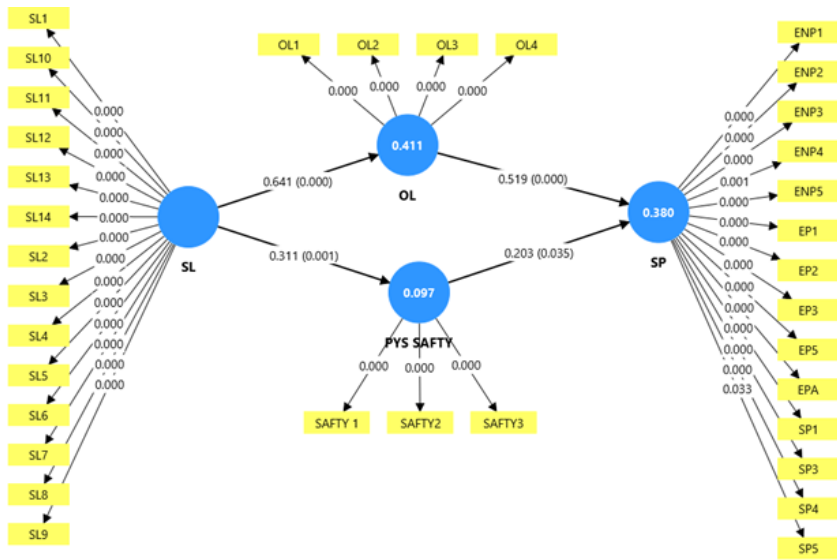 SL1
SL10
SL11
SL12
SL13
SL14
SL2
SL3
SL4
SL5
SL6
SL7
SL8
SL9
0.000
0.000
0.000
0.000
0.000
0.000
0.000
0.000
0.000
0.000
0.000
0.000
0.000
0.000
SL
0.641 (0.000)
0.311 (0.001)
OL1
OL2
OL3
OL4
0.000
0.000
0.000
0.000
0.411
OL
0.097
PYS SAFTY
0.000
0.000
0.000
SAFTY 1
SAFTY2
SAFTY3
0.519 (0.000)
0.203 (0.035)
0.380
SP
0.000
0.000
0.000
0.001
0.000
0.000
0.000
0.000
0.000
0.000
0.000
0.000
0.000
0.033
ENP1
ENP2
ENP3
ENP4
ENP5
EP1
EP2
EP3
EP5
EPA
SP1
SP3
SP4
SP5